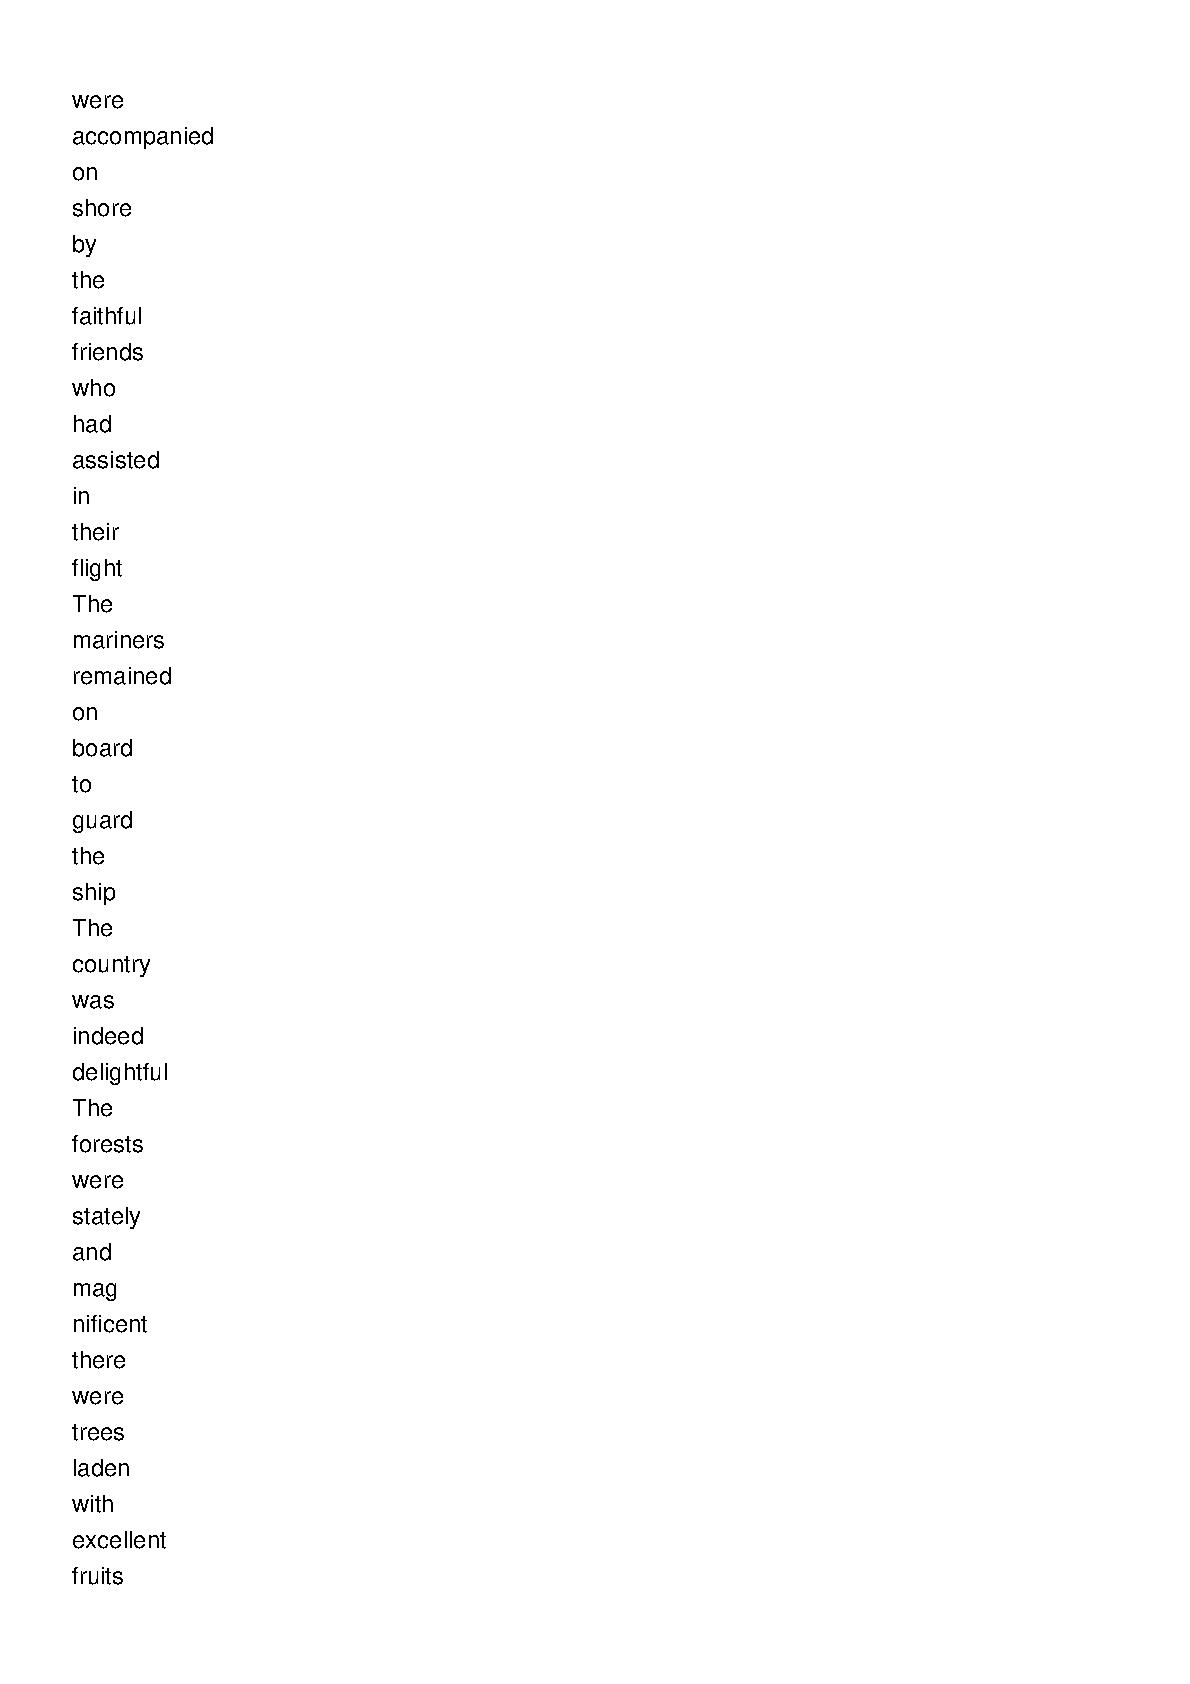 were
accompanied
on
shore
by
the
faithful
friends
who
had
assisted
in
their
flight
The
mariners
remained
on
board
to
guard
the
ship
The
country
was
indeed
delightful
The
forests
were
stately
and
mag
nificent
there
were
trees
laden
with
excellent
fruits